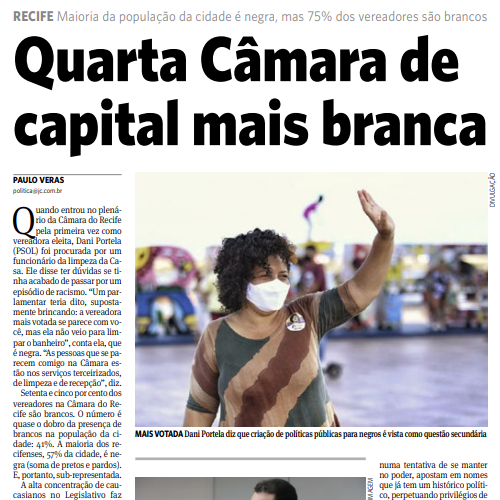 RECIFE Maioria da população da cidade é negra, mas 75% dos vereadores são brancos
Quarta Câmara de
capital mais branca
PAULO VERAS
politica@jc.com.br
Quando entrou no plená-
rio da Câmara do Recife
pela primeira vez como
vereadora eleita, Dani Portela
(PSOL) foi procurada por um
funcionário da limpeza da Ca-
sa. Ele disse ter dúvidas se ti-
nha acabado de passar por um
episódio de racismo. “Um par-
lamentar teria dito, suposta-
mente brincando: a vereadora
mais votada se parece com vo-
cê, mas ela não veio para lim-
par o banheiro”, conta ela, que
é negra. “As pessoas que se pa-
recem comigo na Câmara es-
tão nos serviços terceirizados,
de limpeza e de recepção”, diz.
Setenta e cinco por cento dos
vereadores na Câmara do Re-
cife são brancos. O número é
quase o dobro da presença de
brancos na população da ci-
dade: 41%. A maioria dos re-
cifenses, 57% da cidade, é ne-
gra (soma de pretos e pardos).
E, portanto, sub-representada.
A alta concentração de cau-
casianos no Legislativo faz
DIVULGAÇÃO
MAIS VOTADA Dani Portela diz que criação de políticas públicas para negros é vista como questão secundária
IMAGEM
numa tentativa de se manter
no poder, apostam em nomes
que já tem um histórico políti-
co, perpetuando privilégios de